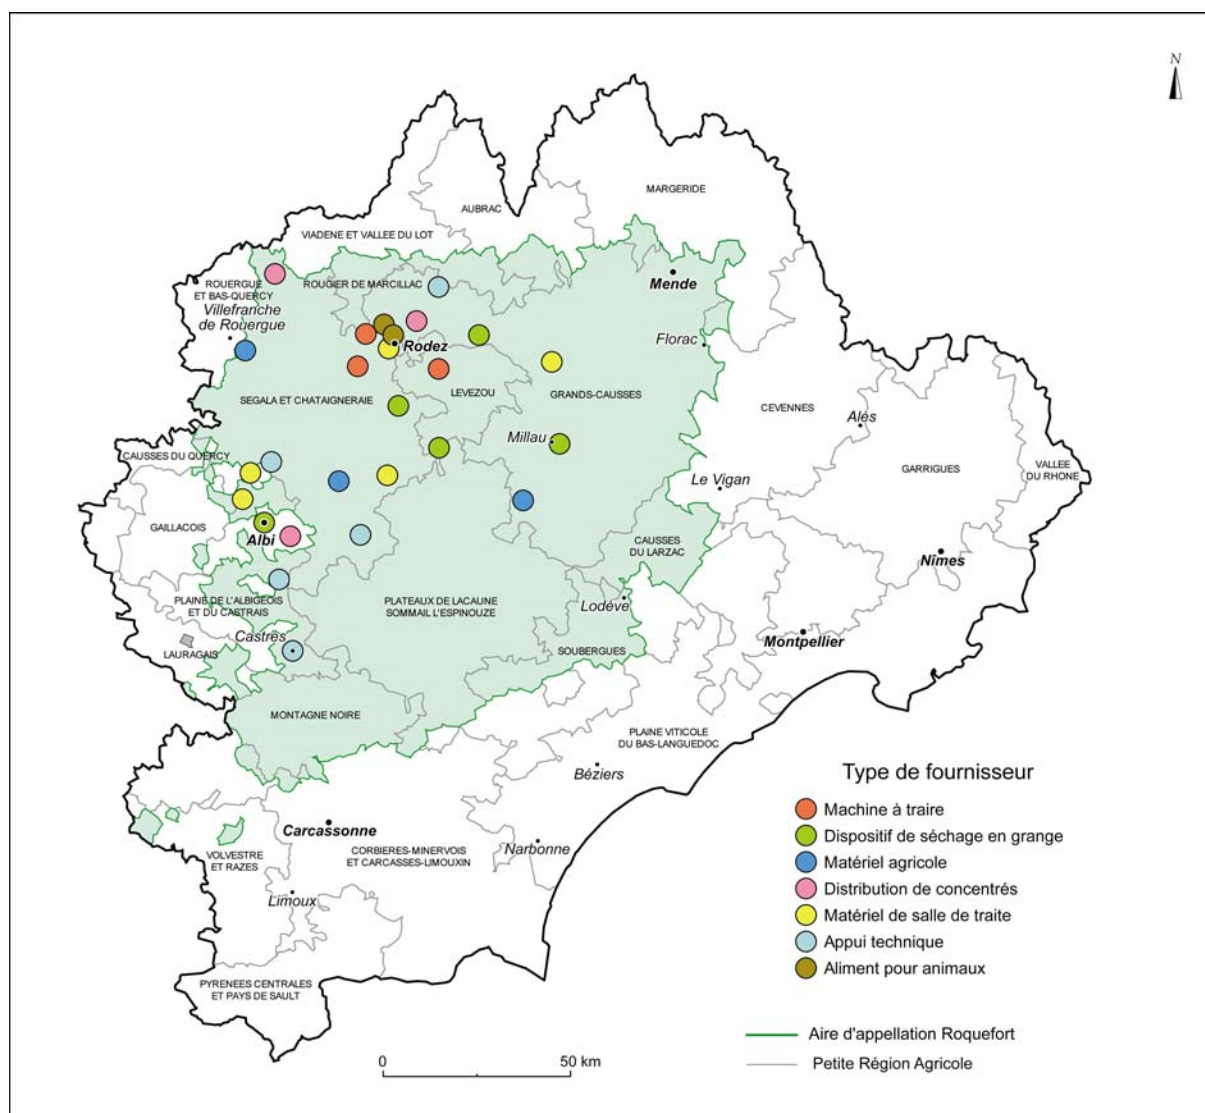 N
MARGERIDE
AUBRAC
VIADENE ET VALLEE DU LOT
Mende
ROUERGUE
ET BAS-QUERCY
ROUGIER DE MARCILLAC
Villefranche
de Rouergue
Florac
Rodez
LEVEZOU
GRANDS-CAUSSES
SEGALA ET CHATAIGNERAIE
CEVENNES
Alès
Millau
CAUSSES DU QUERCY
GARRIGUES
VALLEE
DU RHONE
Le Vigan
GAILLACOIS
Albi
CAUSSES
DU LARZAC
Nîmes
PLAINE DE L'ALBIGEOIS
ET DU CASTRAIS
PLATEAUX DE LACAUNE
SOMMAIL L'ESPINOUZE
Lodève
Castres
Montpellier
LAURAGAIS
SOUBERGUES
MONTAGNE NOIRE
PLAINE VITICOLE
DU BAS-LANGUEDOC
Béziers
Carcassonne
Narbonne
VOLVESTRE
ET RAZES
CORBIERES-MINERVOIS
ET CARCASSES-LIMOUXIN
Limoux
PYRENEES CENTRALES
ET PAYS DE SAULT
Type de fournisseur
Machine à traire
Dispositif de séchage en grange
Matériel agricole
Distribution de concentrés
Matériel de salle de traite
Appui technique
Aliment pour animaux
Aire d'appellation Roquefort
Petite Région Agricole
0 50 km